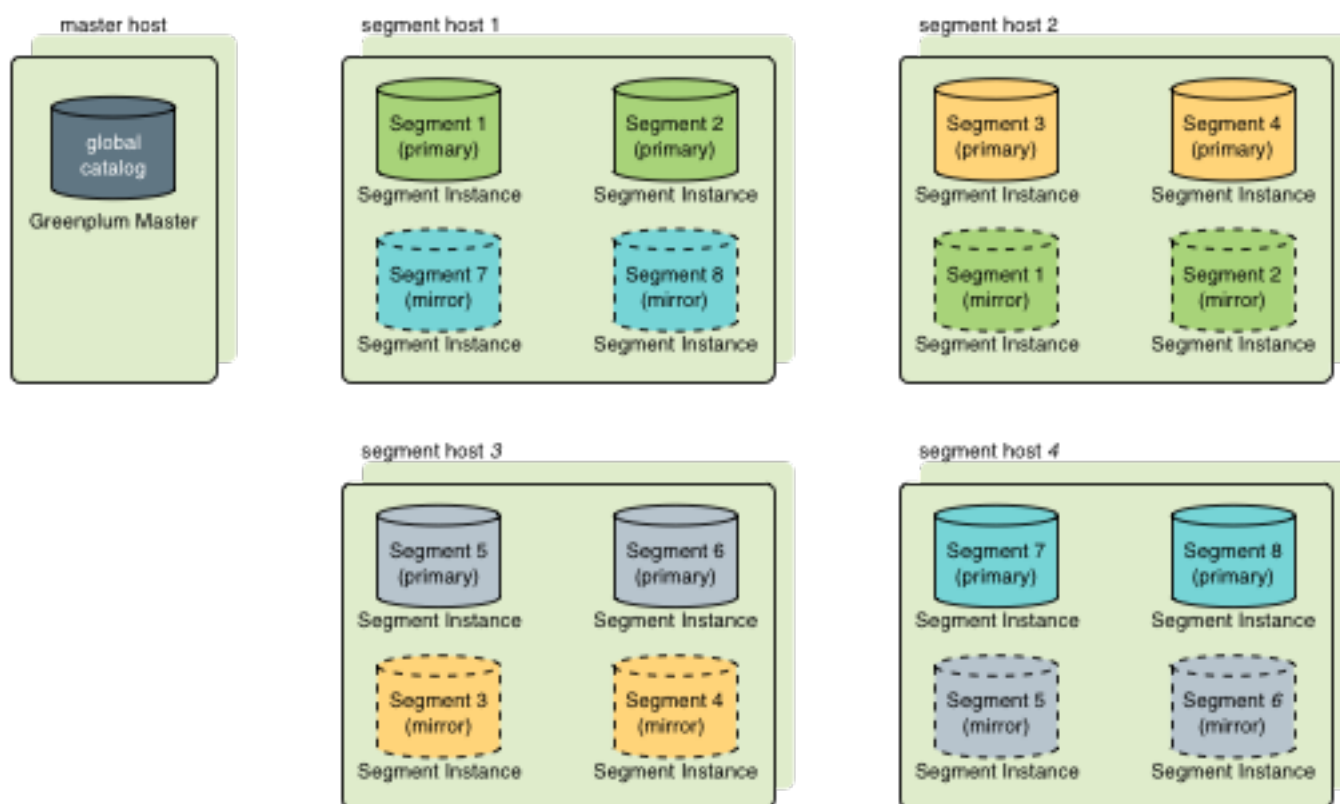 master host
global
catalog
Greenplum Master
segment host 1
Segment 1
(primary)
Segment Instance
Segment 2
(primary)
Segment Instance
Segment 7
(mirror)
Segment Instance
Segment 8
(mirror)
Segment Instance
segment host 2
Segment 3
(primary)
Segment Instance
Segment 4
(primary)
Segment Instance
Segment 1
(mirror)
Segment Instance
Segment 2
(mirror)
Segment Instance
segment host 3
Segment 5
(primary)
Segment Instance
Segment 6
(primary)
Segment Instance
Segment 3
(mirror)
Segment Instance
Segment 4
(mirror)
Segment Instance
segment host 4
Segment 7
(primary)
Segment Instance
Segment 8
(primary)
Segment Instance
Segment 5
(mirror)
Segment Instance
Segment 6
(mirror)
Segment Instance